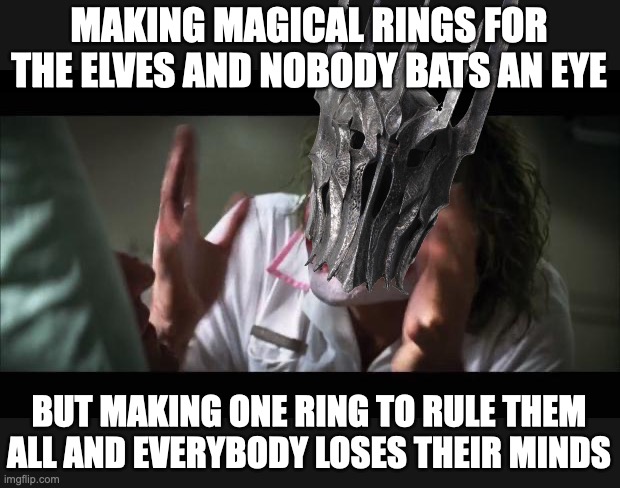 MAKING MAGICAL RINGS FOR
THE ELVES AND NOBODY BATS AN EYE
BUT MAKING ONE RING TO RULE THEM
ALL AND EVERYBODY LOSES THEIR MINDS
imgflip.com